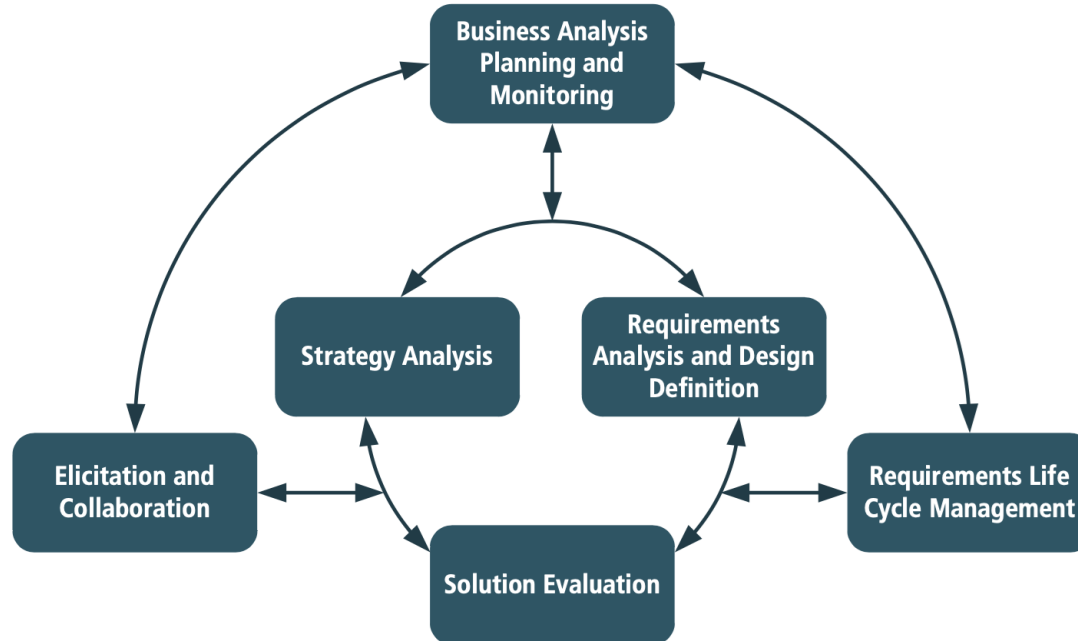 Business Analysis
Planning and
Monitoring
Strategy Analysis
Requirements
Analysis and Design
Definition
Elicitation and
Collaboration
Requirements Life
Cycle Management
Solution Evaluation